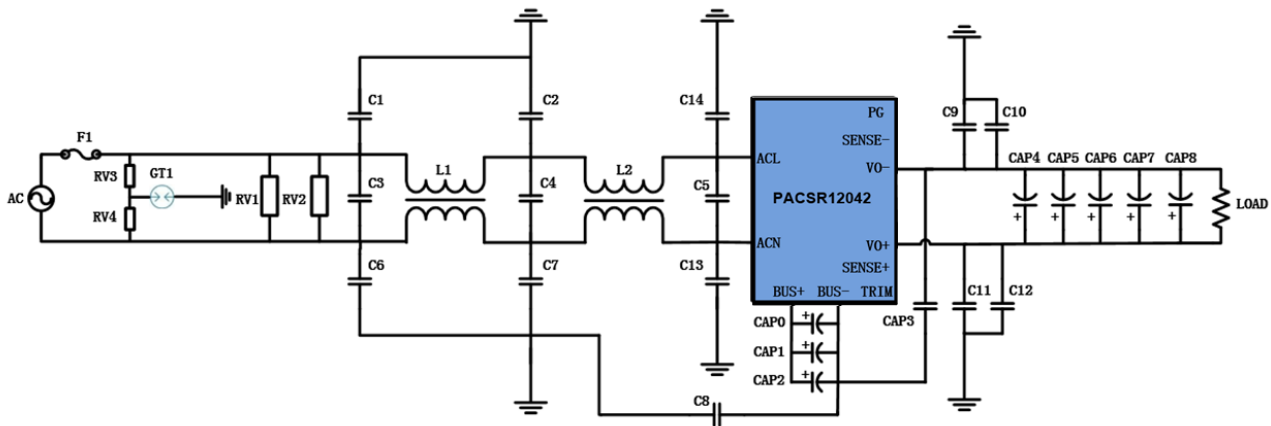 C1
C2
C14
PG
C9
C10
F1
SENSE-
L1
L2
ACL
VO-
CAP4
CAP5
CAP6
CAP7
CAP8
RV3
GT1
AC
RV1
RV2
C3
C4
C5
PACSR12042
LOAD
RV4
ACN
VO+
C6
C7
C13
SENSE+
BUS+
BUS-
TRIM
C11
C12
CAP0
+
CAP3
CAP1
+
CAP2
+
C8
+
+
+
+
+